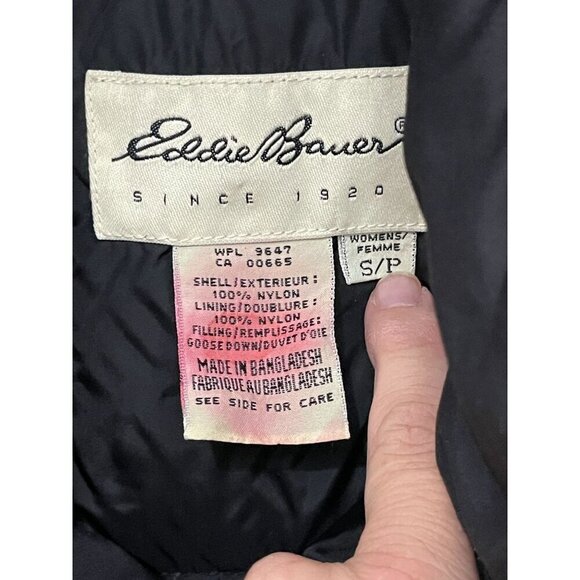 Eddie Bauer®
SINCE 1920
WPL 9647
CA 00665
SHELL/EXTERIEUR:
100% NYLON
LINING/DOUBLURE:
100% NYLON
FILLING/REMPLISSAGE:
GOOSE DOWN/DUVET D'OIE
MADE IN BANGLADESH
FABRIQUE AU BANGLADESH
SEE SIDE FOR CARE
WOMENS/
FEMME
S/P